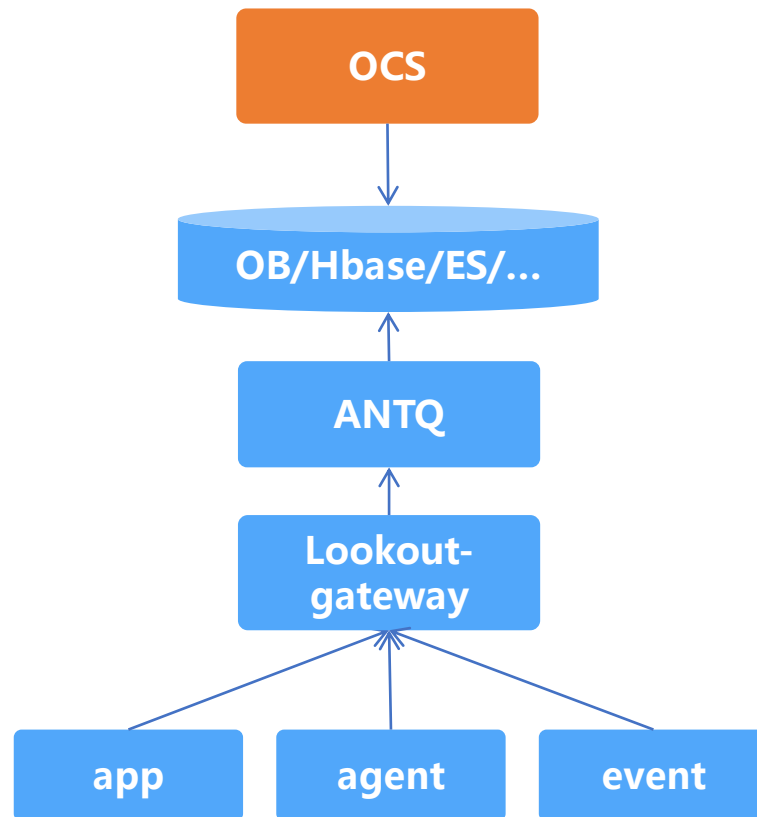 OCS
OB/Hbase/ES/...
ANTQ
Lookout-
gateway
app
agent
event